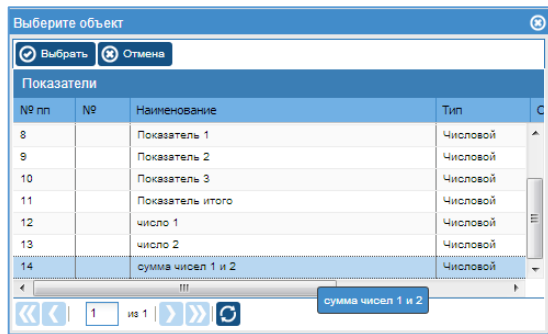 Выберите объект
Выбрать Отмена
Показатели
№ пп № Наименование Тип
8 Показатель 1 Числовой
9 Показатель 2 Числовой
10 Показатель 3 Числовой
11 Показатель итого Числовой
12 число 1 Числовой
13 число 2 Числовой
14 сумма чисел 1 и 2 Числовой
сумма чисел 1 и 2
1 из 1